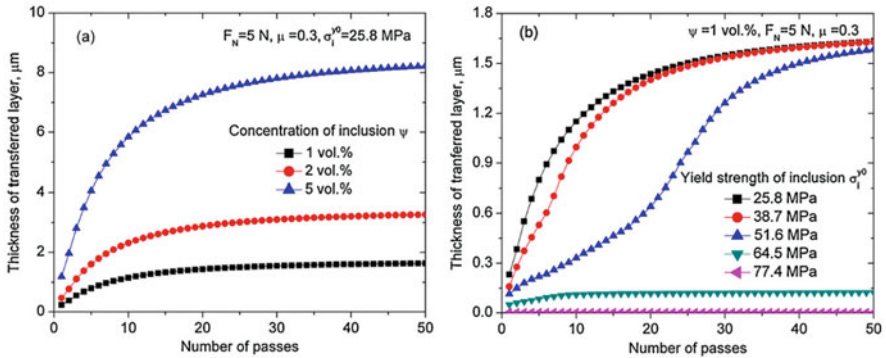 (a)
F_N=5 N, μ =0.3, σ_I^y0=25.8 MPa
Thickness of transferred layer, μm
10
8
6
4
2
0
Concentration of inclusion ψ
1 vol.%
2 vol.%
5 vol.%
0 10 20 30 40 50
Number of passes
(b)
ψ =1 vol.%, F_N=5 N, μ =0.3
Thickness of tranferred layer, μm
1.8
1.5
1.2
0.9
0.6
0.3
0.0
Yield strength of inclusion σ_I^y0
25.8 MPa
38.7 MPa
51.6 MPa
64.5 MPa
77.4 MPa
0 10 20 30 40 50
Number of passes